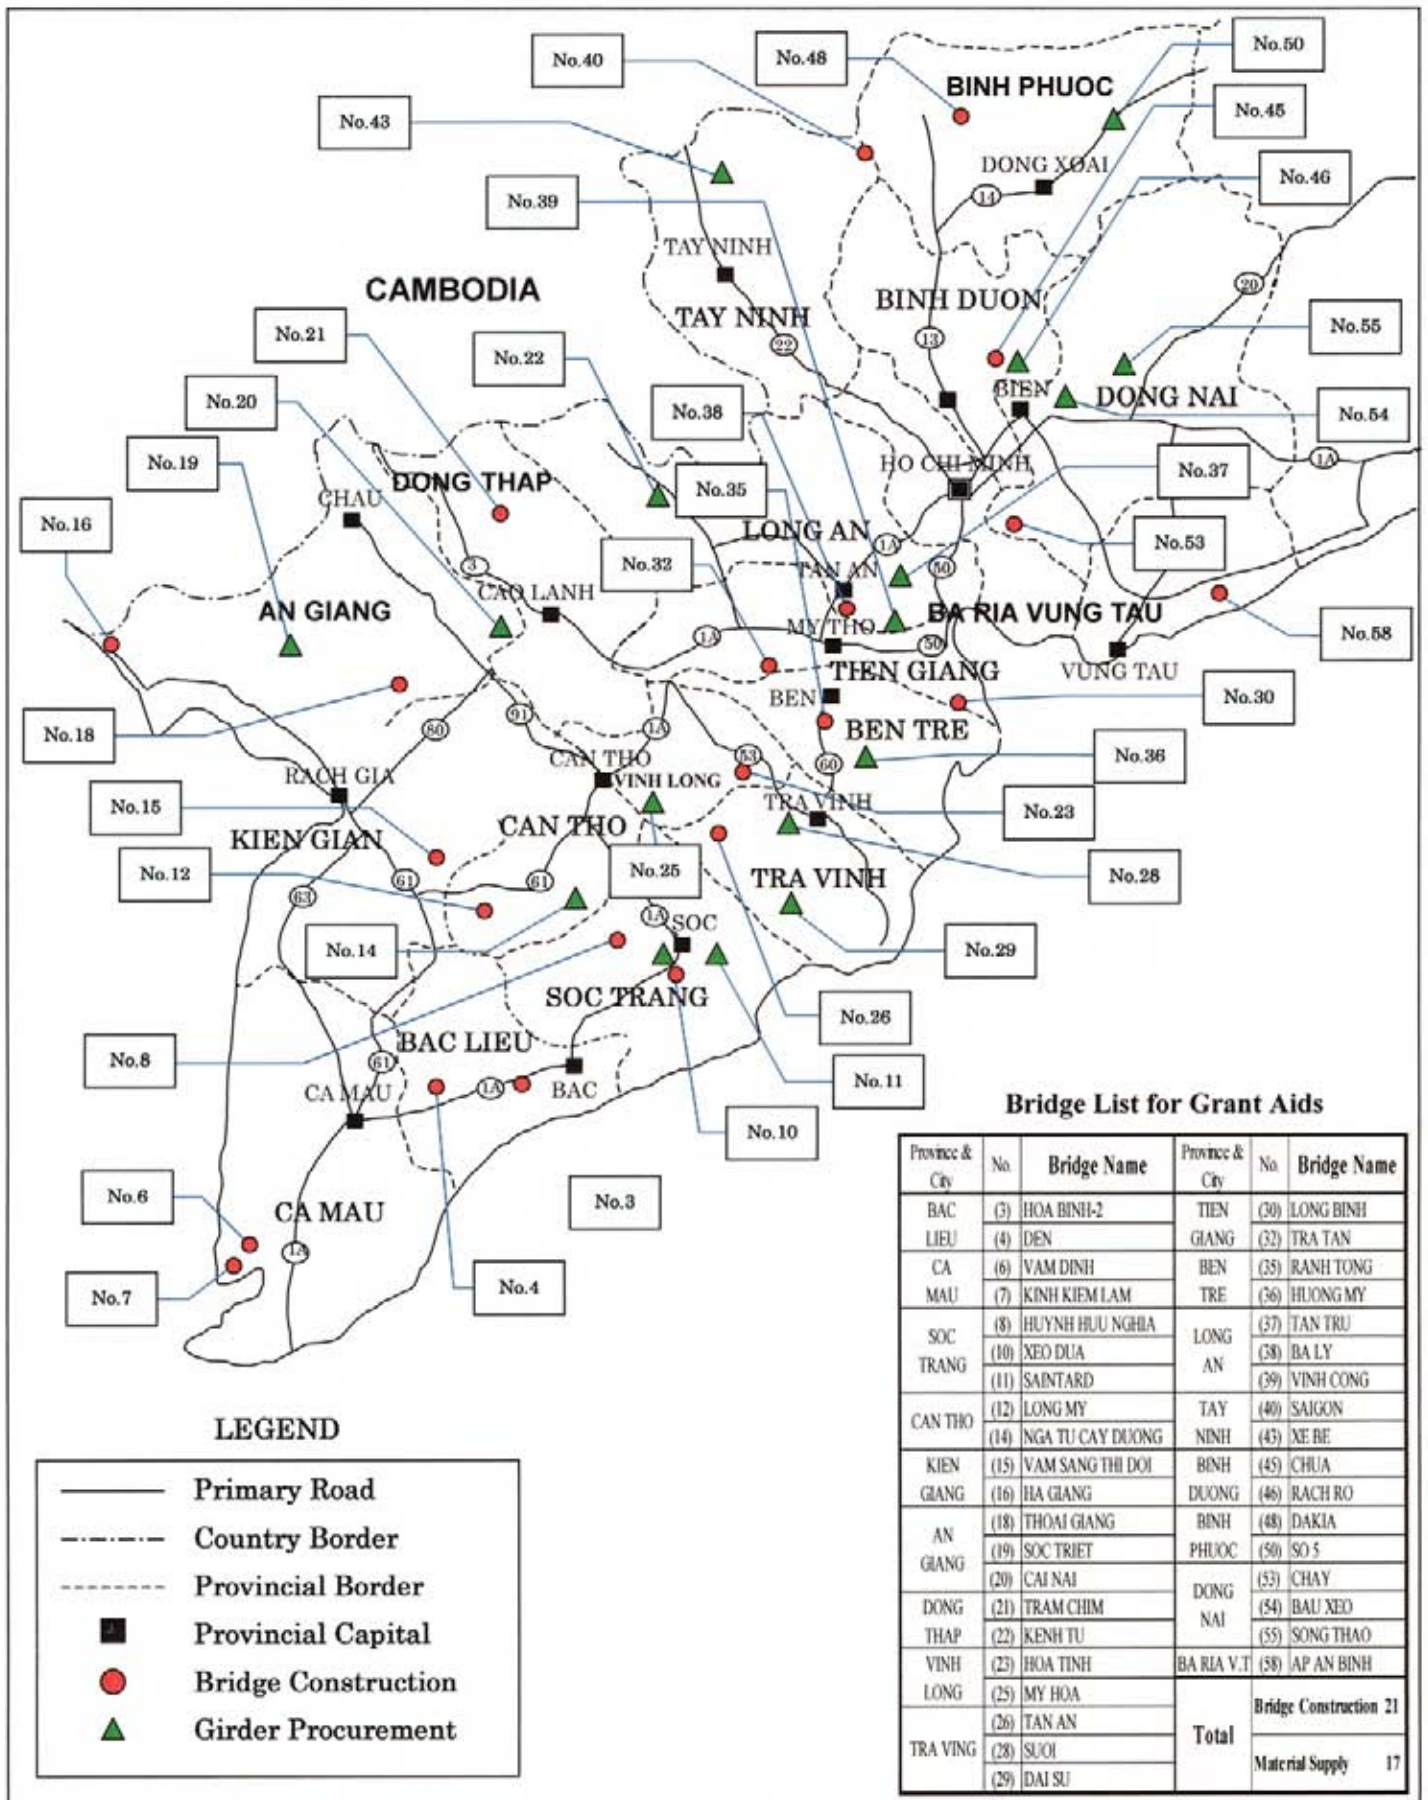 No.40
No.48
No.50
BINH PHUOC
No.45
No.43
DONG XOAI
No.46
No.39
14
TAY NINH
CAMBODIA
20
BINH DUON
TAY NINH
No.21
13
No.55
22
No.22
No.20
BIEN
DONG NAI
No.38
No.54
No.19
HO CHI MINH
1A
No.37
DONG THAP
No.35
CHAU
No.16
LONG AN
1A
No.53
No.32
3
TAN AN
50
CAO LANH
AN GIANG
BA RIA VUNG TAU
MY THO
1A
50
No.58
TIEN GIANG
VUNG TAU
BEN
No.30
91
No.18
80
1A
BEN TRE
53
No.36
CAN THO
60
RACH GIA
VINH LONG
No.15
TRA VINH
No.23
CAN THO
KIEN GIAN
No.12
No.25
61
61
TRA VINH
No.28
63
1A
SOC
No.14
No.29
SOC TRANG
No.26
BAC LIEU
No.8
61
No.11
CA MAU
1A
BAC
No.10
No.6
No.3
CA MAU
1A
No.7
No.4
Bridge List for Grant Aids
Province & City No. Bridge Name Province & City No. Bridge Name
BAC (3) HOA BINH-2 TIEN (30) LONG BINH
LIEU (4) DEN GIANG (32) TRA TAN
CA (6) VAM DINH BEN (35) RANH TONG
MAU (7) KINH KIEM LAM TRE (36) HUONG MY
SOC TRANG (8) HUYNH HUU NGHIA LONG AN (37) TAN TRU
(10) XEO DUA (38) BA LY
(11) SAINTARD (39) VINH CONG
CAN THO (12) LONG MY TAY (40) SAIGON
(14) NGA TU CAY DUONG NINH (43) XE BE
KIEN (15) VAM SANG THI DOI BINH (45) CHUA
GIANG (16) HA GIANG DUONG (46) RACH RO
AN GIANG (18) THOAI GIANG BINH (48) DAKIA
(19) SOC TRIET PHUOC (50) SO 5
(20) CAI NAI DONG NAI (53) CHAY
DONG (21) TRAM CHIM (54) BAU XEO
THAP (22) KENH TU (55) SONG THAO
VINH (23) HOA TINH BA RIA V.T (58) AP AN BINH
LONG (25) MY HOA Total Bridge Construction 21
TRA VING (26) TAN AN
(28) SUOI Material Supply 17
(29) DAI SU
LEGEND
Primary Road
Country Border
Provincial Border
Provincial Capital
Bridge Construction
Girder Procurement